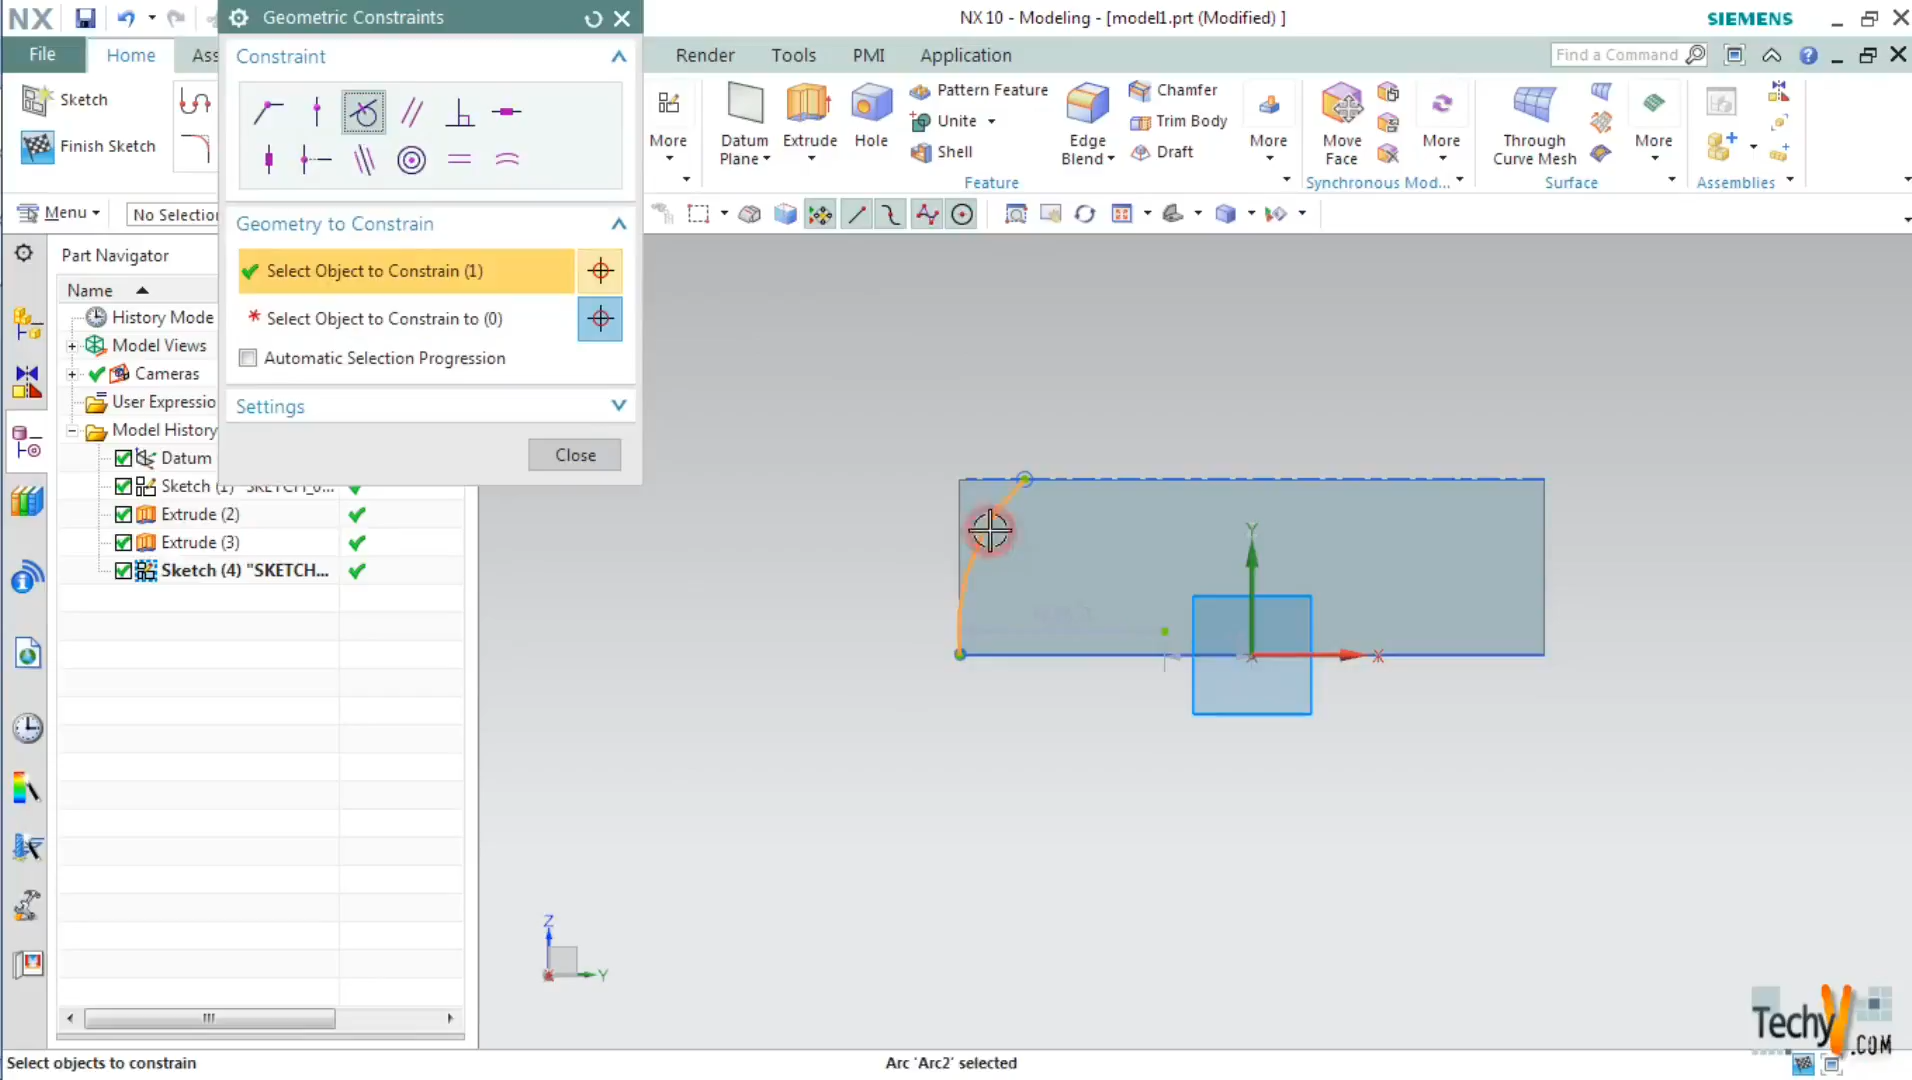 NX
Geometric Constraints
NX 10 - Modeling - [model1.prt (Modified) ]
SIEMENS
File
Home
Ass
Render
Tools
PMI
Application
Find a Command
Constraint
Sketch
Finish Sketch
More
Datum
Plane
Extrude
Hole
Pattern Feature
Unite
Shell
Edge
Blend
Chamfer
Trim Body
Draft
More
Move
Face
More
Through
Curve Mesh
More
Feature
Synchronous Mod...
Surface
Assemblies
Menu
No Selection
Geometry to Constrain
Select Object to Constrain (1)
* Select Object to Constrain to (0)
Automatic Selection Progression
Settings
Close
Part Navigator
Name
History Mode
Model Views
Cameras
User Expressio
Model History
Datum
Sketch (1) "SKETCH_0...
Extrude (2)
Extrude (3)
Sketch (4) "SKETCH...
Y
X
Z
Y
Select objects to constrain
Arc 'Arc2' selected
TechyV
.COM